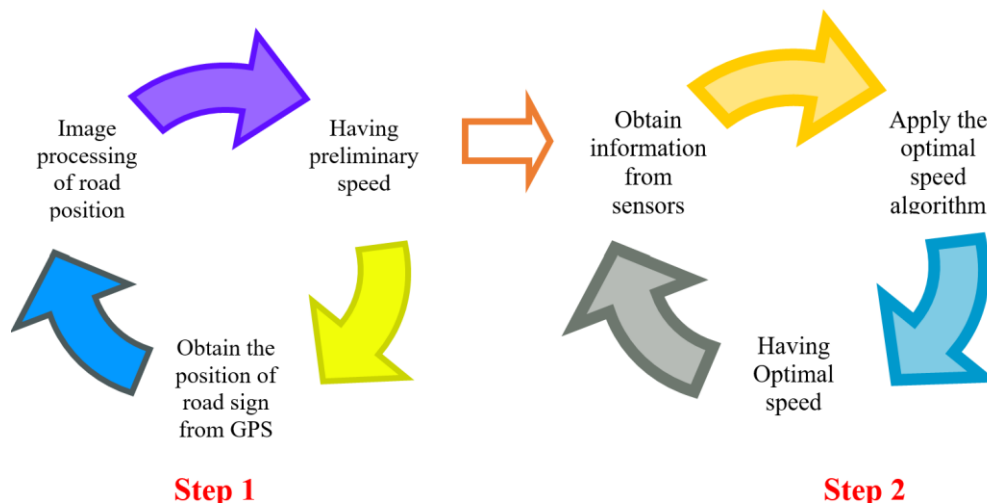 Image
processing
of road
position
Having
preliminary
speed
Obtain the
position of
road sign
from GPS
Step 1
Obtain
information
from
sensors
Apply the
optimal
speed
algorithm
Having
Optimal
speed
Step 2